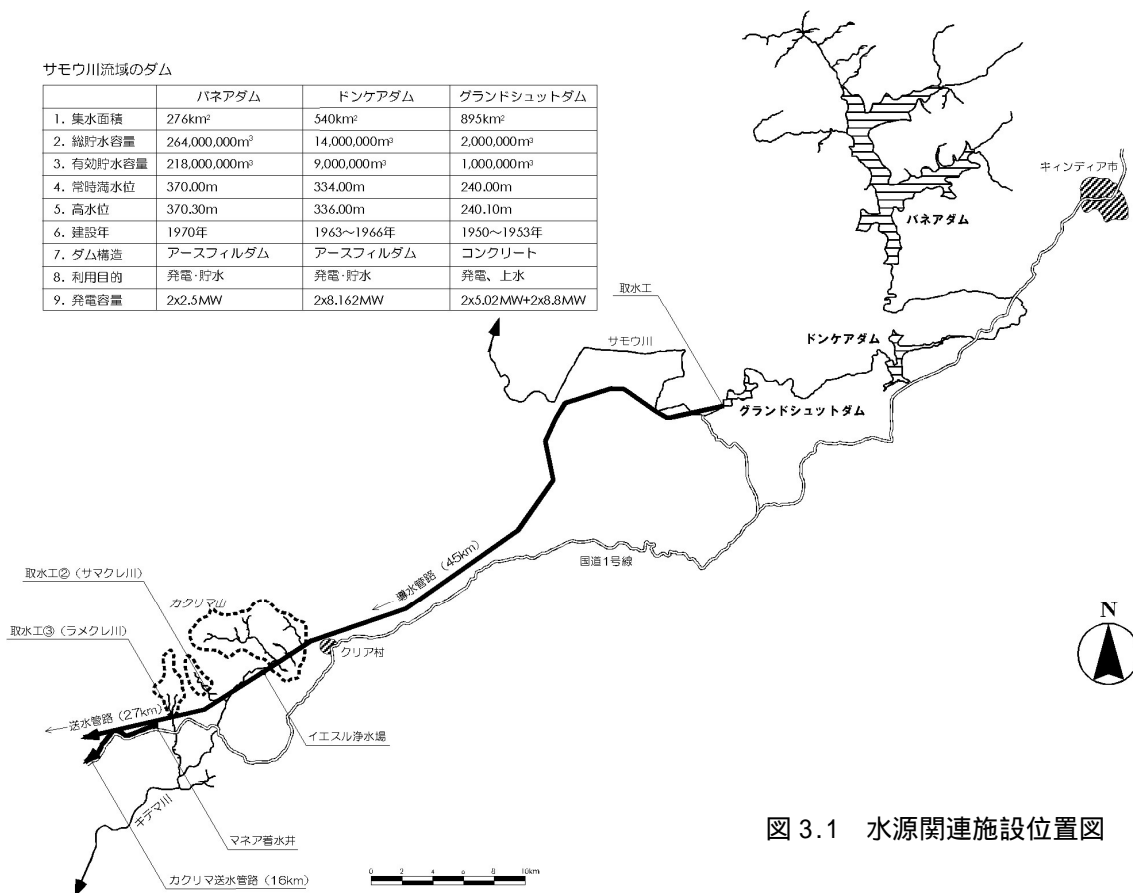 サモウ川流域のダム
バネアダム ドンケアダム グランドシュットダム
1. 集水面積 276km² 540km² 895km²
2. 総貯水容量 264,000,000m³ 14,000,000m³ 2,000,000m³
3. 有効貯水容量 218,000,000m³ 9,000,000m³ 1,000,000m³
4. 常時満水位 370.00m 334.00m 240.00m
5. 高水位 370.30m 336.00m 240.10m
6. 建設年 1970年 1963～1966年 1950～1953年
7. ダム構造 アースフィルダム アースフィルダム コンクリート
8. 利用目的 発電・貯水 発電・貯水 発電、上水
9. 発電容量 2x2.5MW 2x8.162MW 2x5.02MW+2x8.8MW
キィンディア市
バネアダム
取水工
サモウ川
ドンケアダム
グランドシュットダム
導水管路 (45km)
国道1号線
取水工②（サマクレ川）
カクリマ山
取水工③（ラメクレ川）
クリア村
N
送水管路 (27km)
イエスル浄水場
キテマ川
マネア着水井
カクリマ送水管路（16km）
0 2 4 6 8 10km
図 3.1 水源関連施設位置図